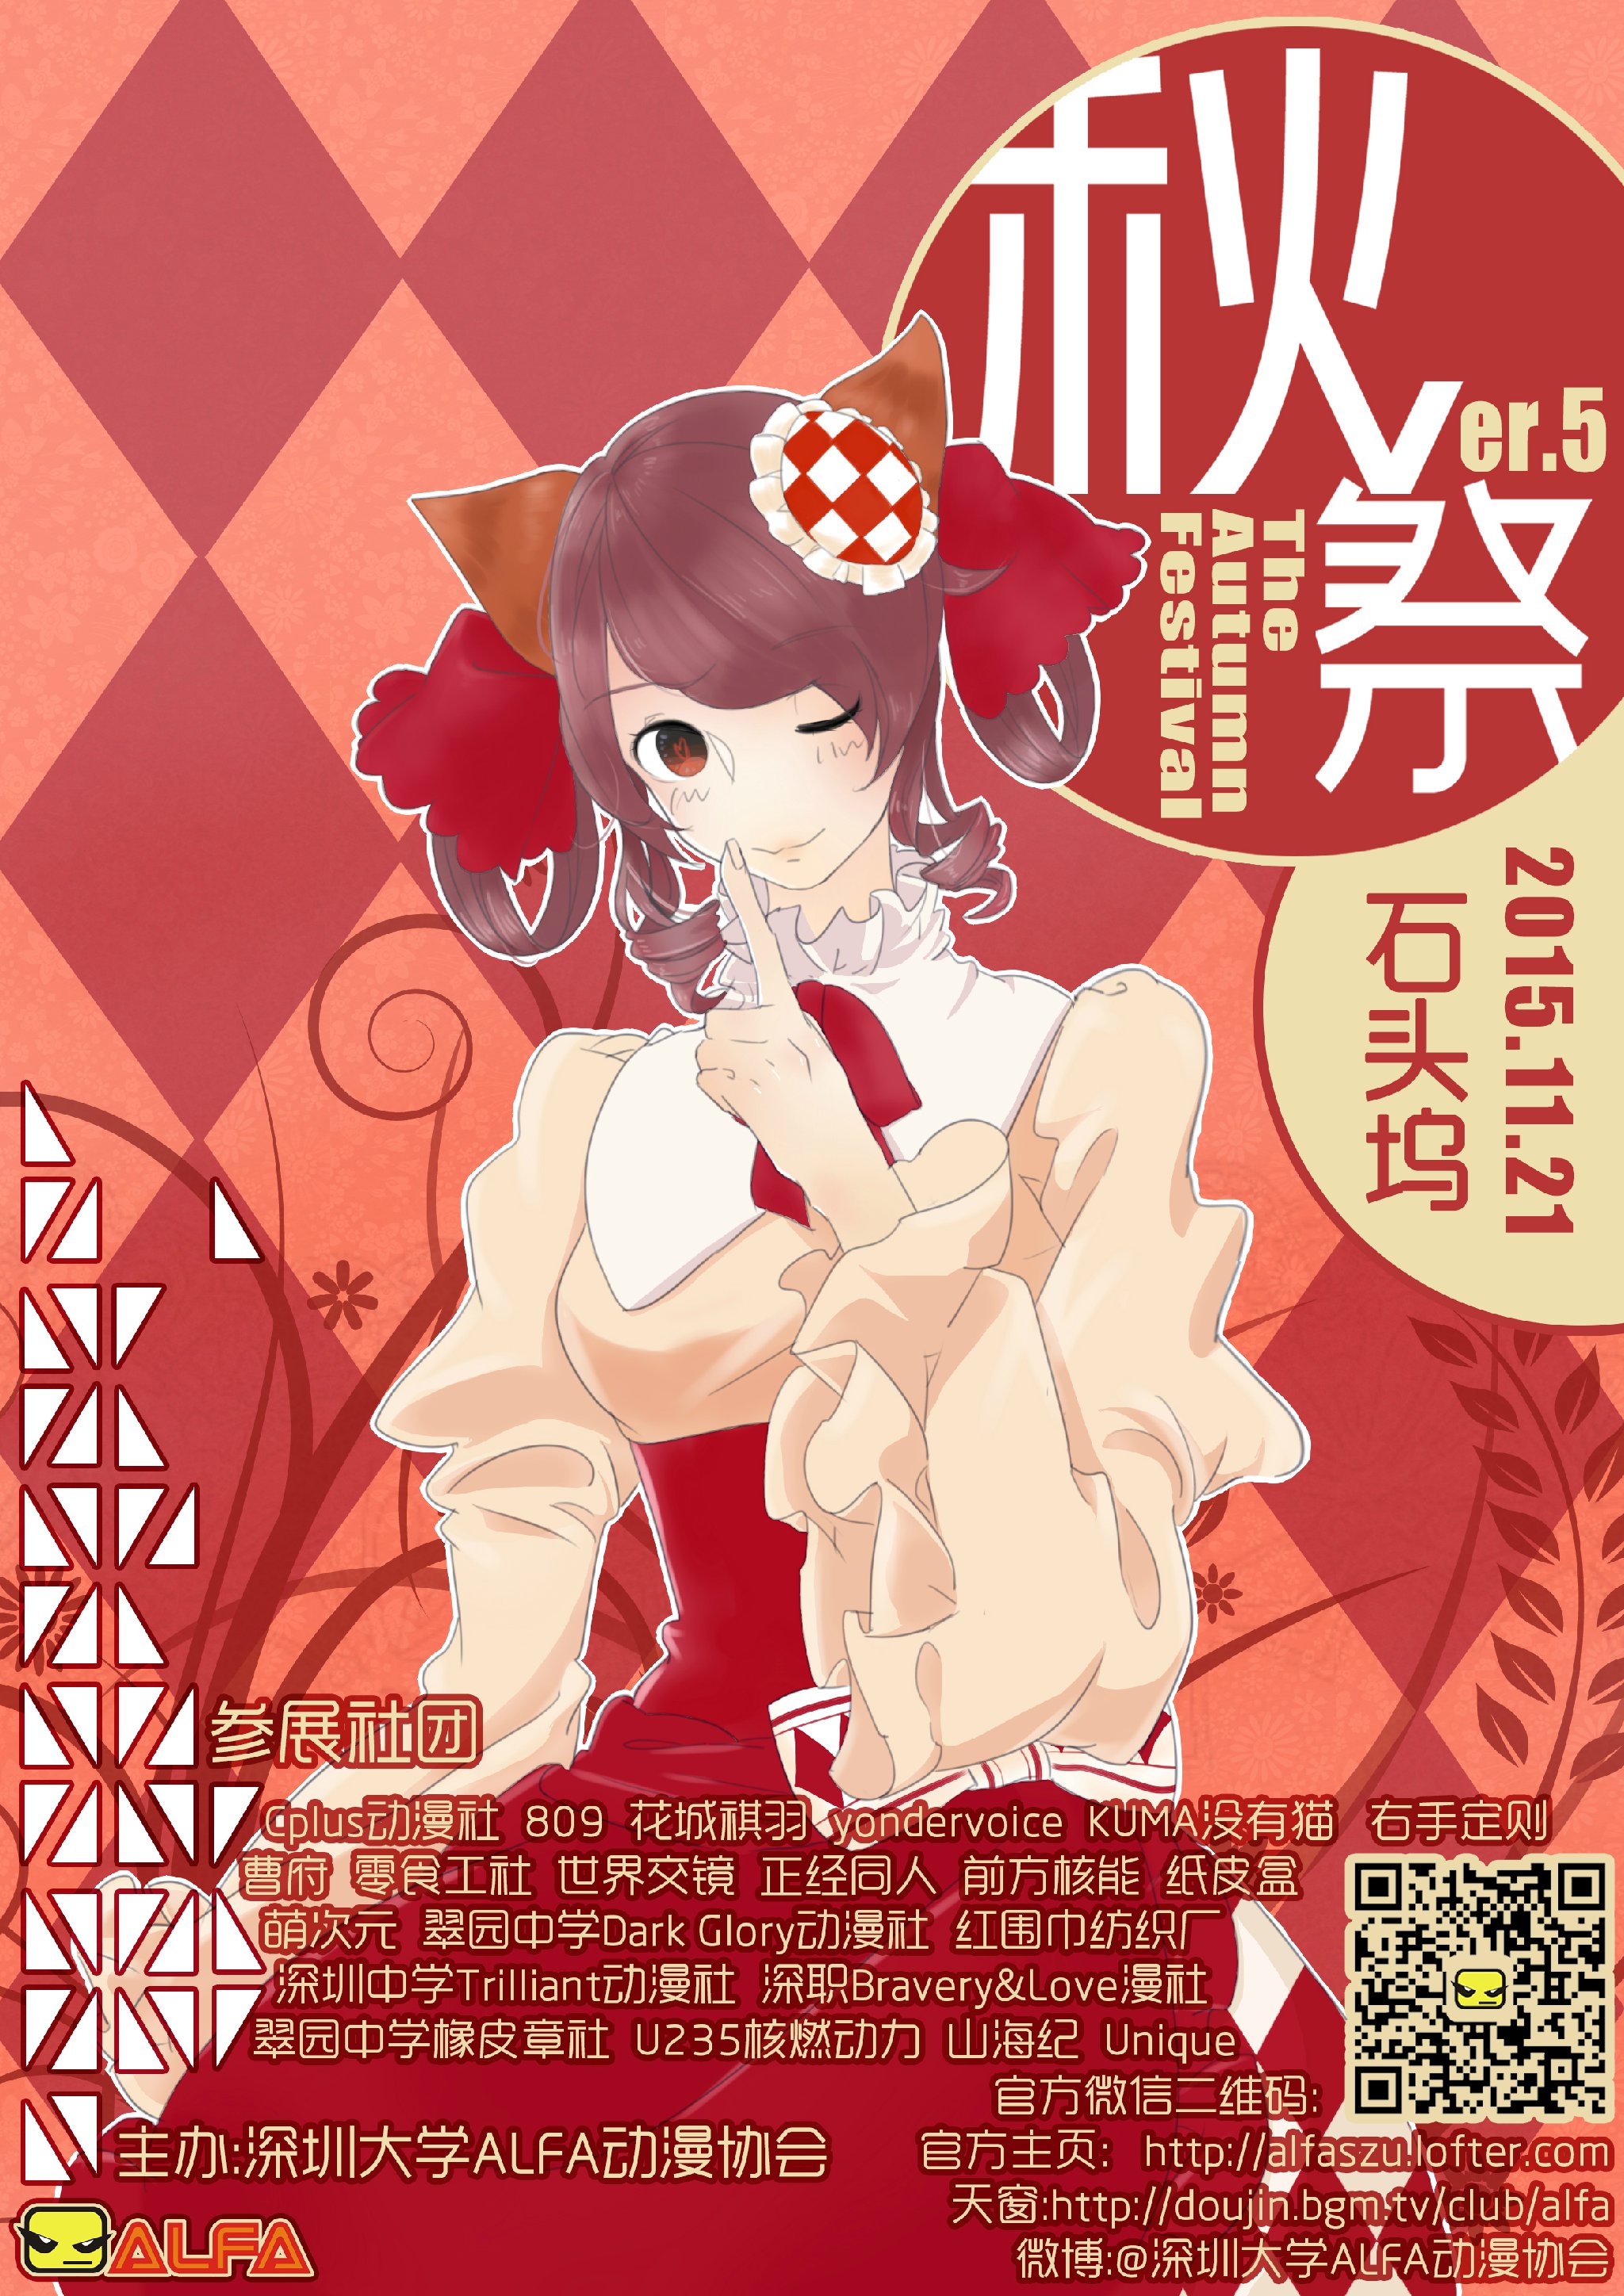 秋
Ver.5
祭
The
Autumn
Festival
2015.11.21
石头坞
参展社团
Cplus动漫社 809 花城祺羽 yondervoice KUMA没有猫 右手定则
曹府 零食工社 世界交镜 正经同人 前方核能 纸皮盒
萌次元 翠园中学Dark Glory动漫社 红围巾纺织厂
深圳中学Trilliant动漫社 深职Bravery&Love漫社
翠园中学橡皮章社 U235核燃动力 山海纪 Unique
官方微信二维码:
主办:深圳大学ALFA动漫协会
官方主页: http://alfaszu.lofter.com
天窗:http://doujin.bgm.tv/club/alfa
微博:@深圳大学ALFA动漫协会
ALFA